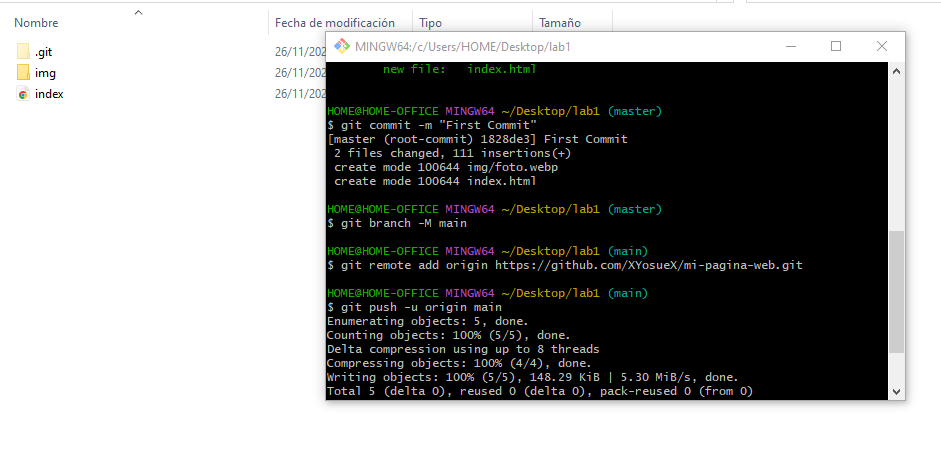 Nombre Fecha de modificación Tipo Tamaño
.git 26/11/202
img 26/11/202
index 26/11/202
MINGW64:/c/Users/HOME/Desktop/lab1
new file:   index.html
HOME@HOME-OFFICE MINGW64 ~/Desktop/lab1 (master)
$ git commit -m "First Commit"
[master (root-commit) 1828de3] First Commit
 2 files changed, 111 insertions(+)
 create mode 100644 img/foto.webp
 create mode 100644 index.html
HOME@HOME-OFFICE MINGW64 ~/Desktop/lab1 (master)
$ git branch -M main
HOME@HOME-OFFICE MINGW64 ~/Desktop/lab1 (main)
$ git remote add origin https://github.com/XYosueX/mi-pagina-web.git
HOME@HOME-OFFICE MINGW64 ~/Desktop/lab1 (main)
$ git push -u origin main
Enumerating objects: 5, done.
Counting objects: 100% (5/5), done.
Delta compression using up to 8 threads
Compressing objects: 100% (4/4), done.
Writing objects: 100% (5/5), 148.29 KiB | 5.30 MiB/s, done.
Total 5 (delta 0), reused 0 (delta 0), pack-reused 0 (from 0)